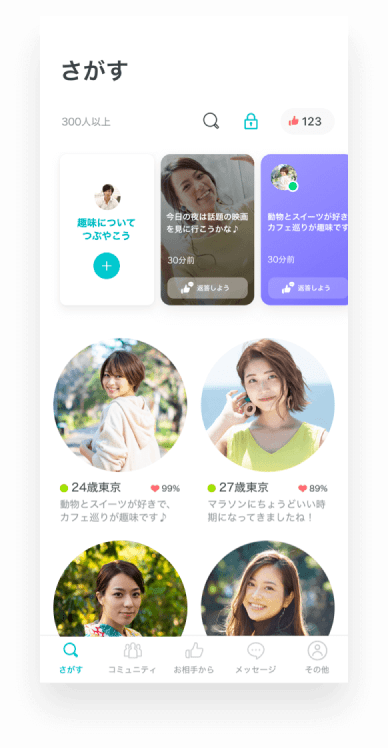 さがす
300人以上
123
趣味について
つぶやこう
今日の夜は話題の映画
を見に行こうかな♪
30分前
返答しよう
動物とスイーツが好き
カフェ巡りが趣味です
30分前
返答しよう
24歳東京
99%
動物とスイーツが好きで、
カフェ巡りが趣味です♪
27歳東京
89%
マラソンにちょうどいい時
期になってきましたね！
さがす
コミュニティ
お相手から
メッセージ
その他